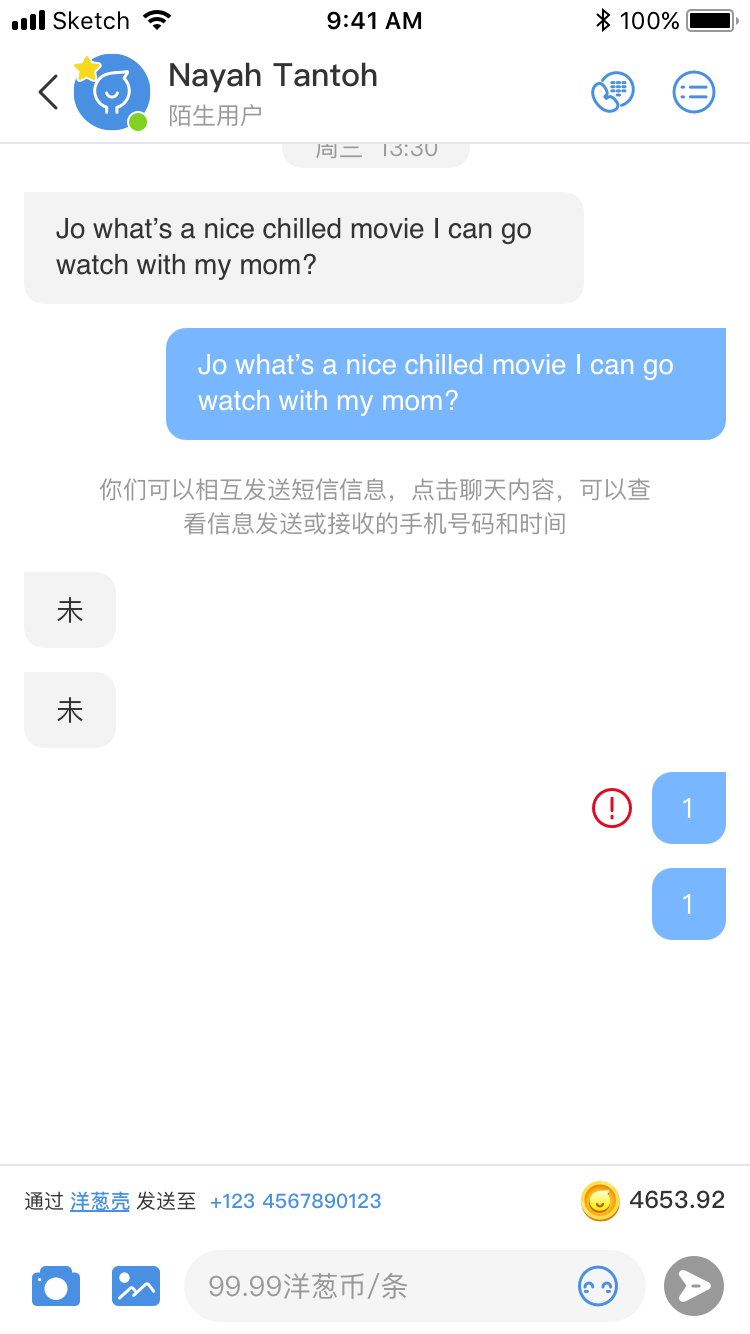 Sketch 9:41 AM 100%
Nayah Tantoh
陌生用户
周三 13:30
Jo what’s a nice chilled movie I can go
watch with my mom?
Jo what’s a nice chilled movie I can go
watch with my mom?
你们可以相互发送短信信息，点击聊天内容，可以查
看信息发送或接收的手机号码和时间
未
未
1
1
通过 洋葱壳 发送至 +123 4567890123 4653.92
99.99洋葱币/条